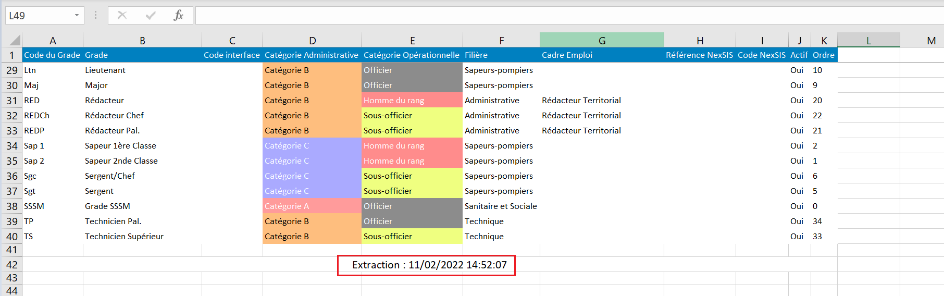 L49 fx
A B C D E F G H I J K L M
1 Code du Grade Grade Code interface Catégorie Administrative Catégorie Opérationnelle Filière Cadre Emploi Référence NexSIS Code NexSIS Actif Ordre
29 Ltn Lieutenant Catégorie B Officier Sapeurs-pompiers Oui 10
30 Maj Major Catégorie B Officier Sapeurs-pompiers Oui 9
31 RED Rédacteur Catégorie B Homme du rang Administrative Rédacteur Territorial Oui 20
32 REDCh Rédacteur Chef Catégorie B Sous-officier Administrative Rédacteur Territorial Oui 22
33 REDP Rédacteur Pal. Catégorie B Sous-officier Administrative Rédacteur Territorial Oui 21
34 Sap 1 Sapeur 1ère Classe Catégorie C Homme du rang Sapeurs-pompiers Oui 2
35 Sap 2 Sapeur 2nde Classe Catégorie C Homme du rang Sapeurs-pompiers Oui 1
36 Sgc Sergent/Chef Catégorie C Sous-officier Sapeurs-pompiers Oui 6
37 Sgt Sergent Catégorie C Sous-officier Sapeurs-pompiers Oui 5
38 SSSM Grade SSSM Catégorie A Officier Sanitaire et Sociale Oui 0
39 TP Technicien Pal. Catégorie B Officier Technique Oui 34
40 TS Technicien Supérieur Catégorie B Sous-officier Technique Oui 33
41
42 Extraction : 11/02/2022 14:52:07
43
44